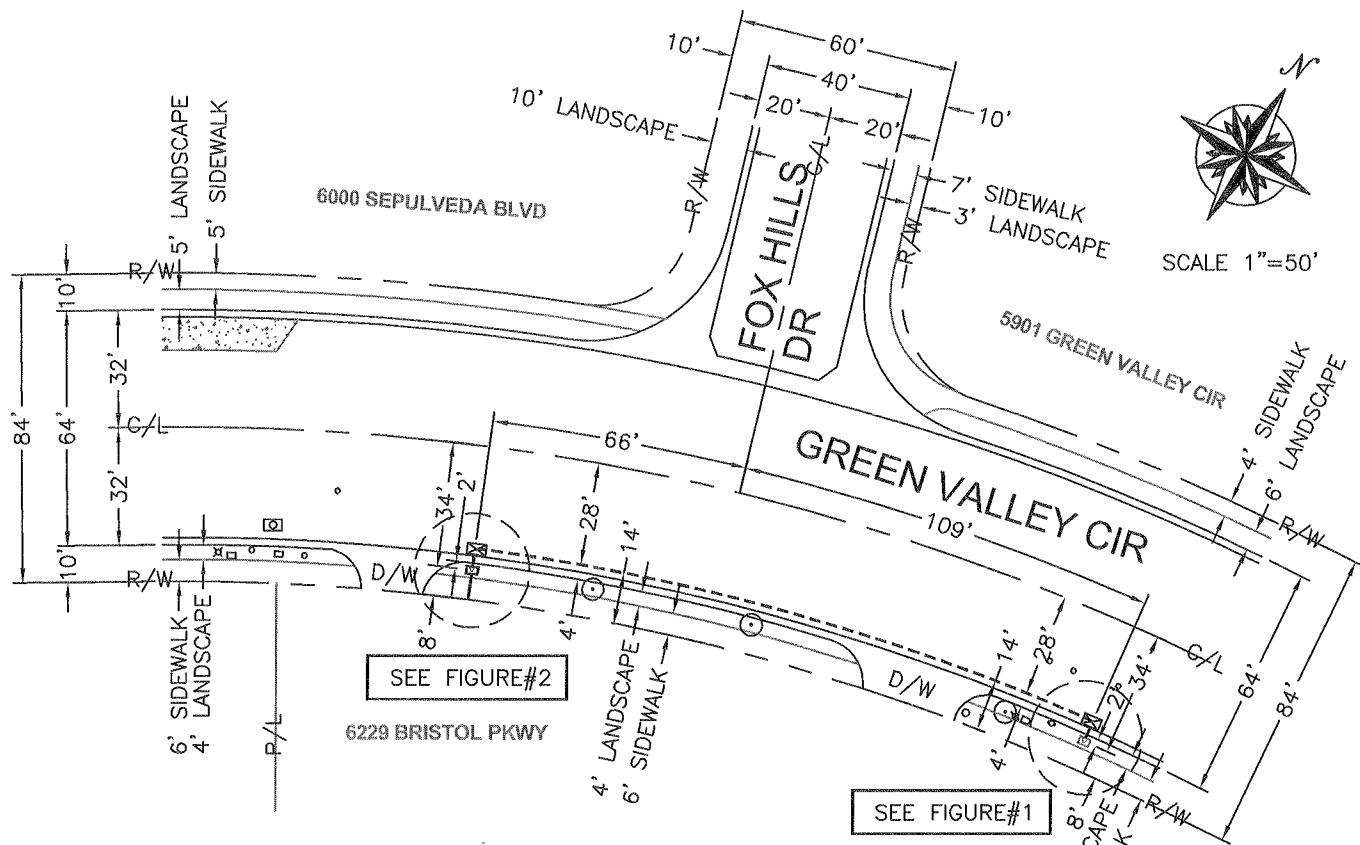 60'
10'
40'
10'
20'
20'
10' LANDSCAPE
C/L
N
5' LANDSCAPE
5' SIDEWALK
6000 SEPULVEDA BLVD
R/W
FOX HILLS
DR
7' SIDEWALK
3' LANDSCAPE
R/W
SCALE 1"=50'
5901 GREEN VALLEY CIR
R/W
10'
32'
84'
64'
C/L
32'
10'
R/W
66'
GREEN VALLEY CIR
109'
4' SIDEWALK
6' LANDSCAPE
R/W
34'
2'
28'
14'
D/W
8'
4'
6' SIDEWALK
4' LANDSCAPE
P/L
SEE FIGURE#2
6229 BRISTOL PKWY
4' LANDSCAPE
6' SIDEWALK
D/W
14'
28'
2'
34'
C/L
64'
84'
4'
8'
R/W
SEE FIGURE#1
CAPE
K